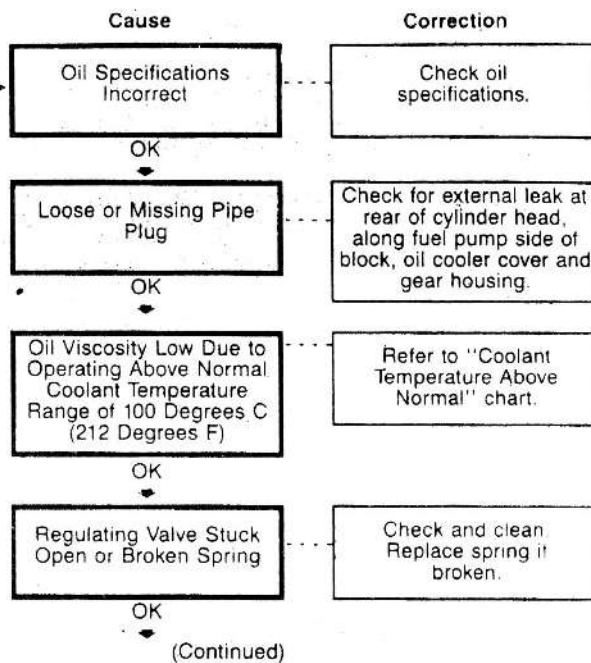 Cause
Correction
Oil Specifications
Incorrect
Check oil
specifications.
OK
Loose or Missing Pipe
Plug
Check for external leak at
rear of cylinder head,
along fuel pump side of
block, oil cooler cover and
gear housing.
OK
Oil Viscosity Low Due to
Operating Above Normal
Coolant Temperature
Range of 100 Degrees C
(212 Degrees F)
Refer to "Coolant
Temperature Above
Normal" chart.
OK
Regulating Valve Stuck
Open or Broken Spring
Check and clean.
Replace spring if
broken.
OK
(Continued)